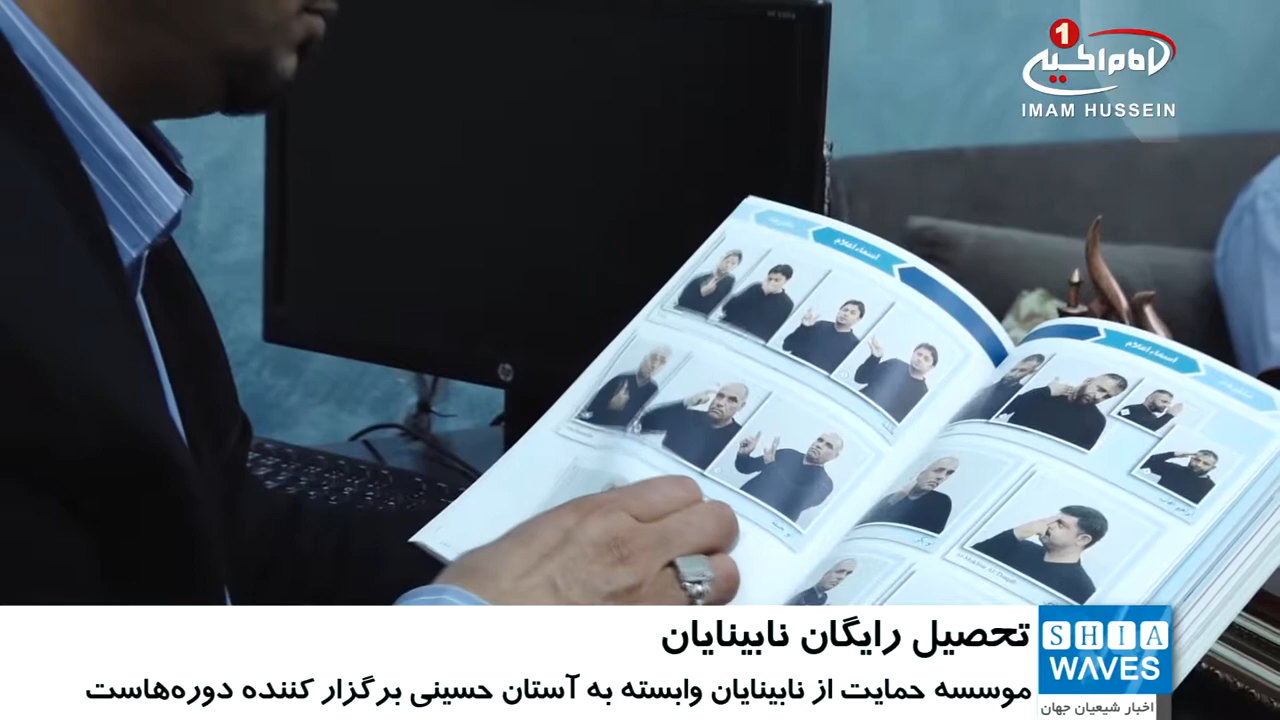 1
امام حسین
IMAM HUSSEIN
اسماء اعلام
اسماء اعلام
تحصیل رایگان نابینایان
موسسه حمایت از نابینایان وابسته به آستان حسینی برگزار کننده دوره‌هاست
SHIA
WAVES
اخبار شیعیان جهان